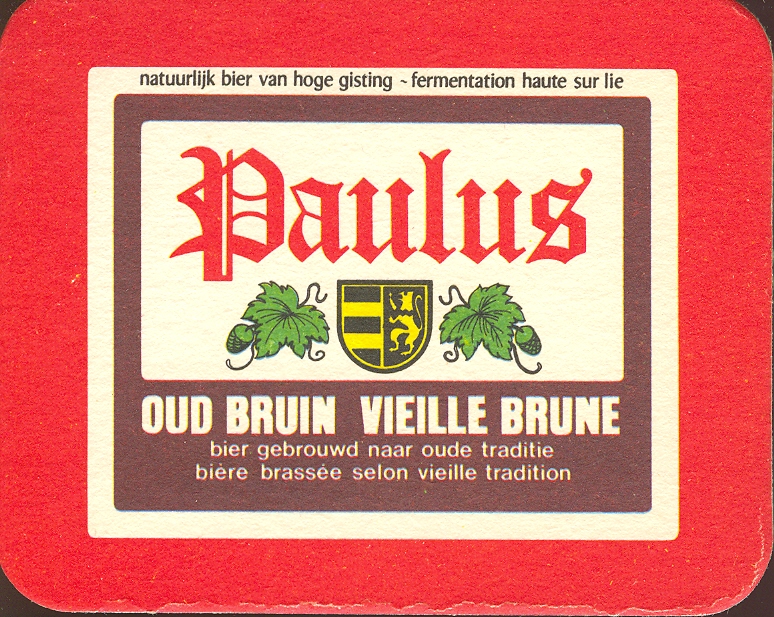 natuurlijk bier van hoge gisting ~ fermentation haute sur lie
Paulus
OUD BRUIN VIEILLE BRUNE
bier gebrouwd naar oude traditie
bière brassée selon vieille tradition